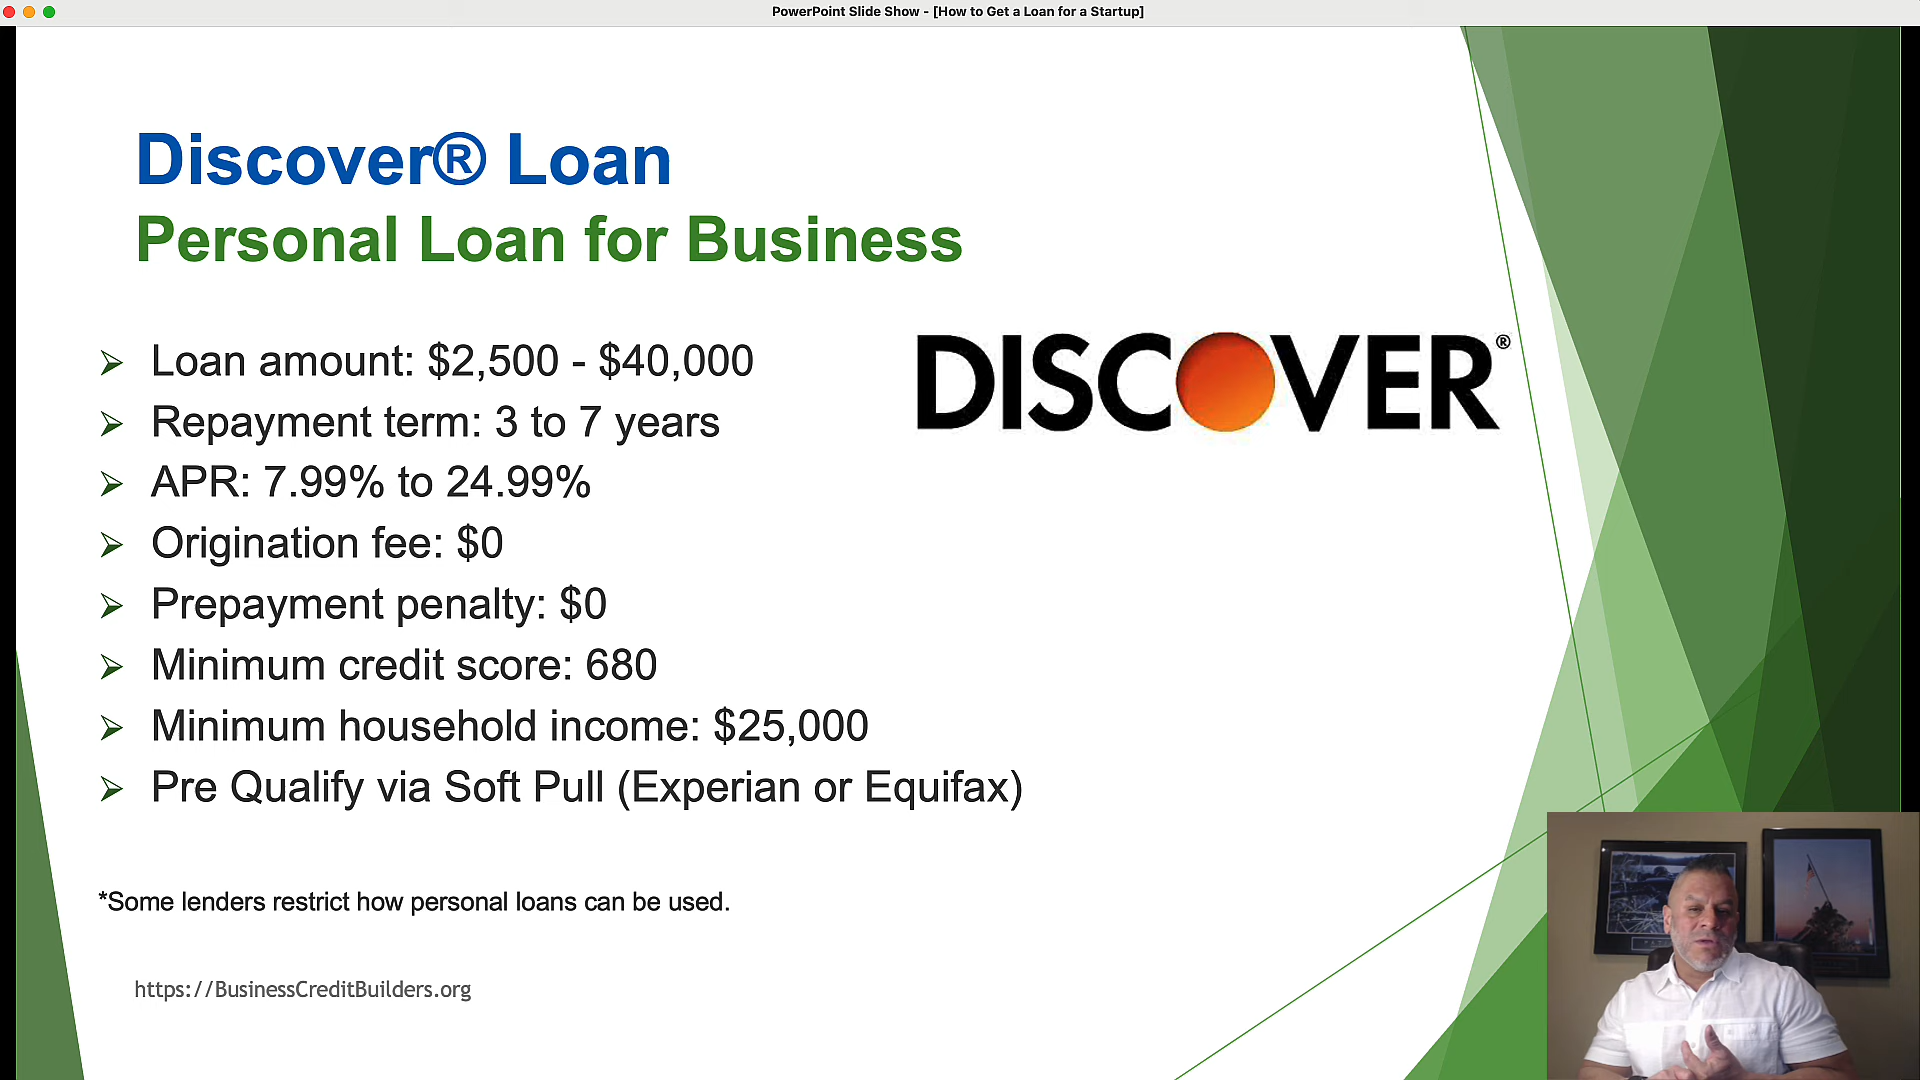 PowerPoint Slide Show - [How to Get a Loan for a Startup]
Discover® Loan
Personal Loan for Business
DISCOVER®
Loan amount: $2,500 - $40,000
Repayment term: 3 to 7 years
APR: 7.99% to 24.99%
Origination fee: $0
Prepayment penalty: $0
Minimum credit score: 680
Minimum household income: $25,000
Pre Qualify via Soft Pull (Experian or Equifax)
*Some lenders restrict how personal loans can be used.
https://BusinessCreditBuilders.org